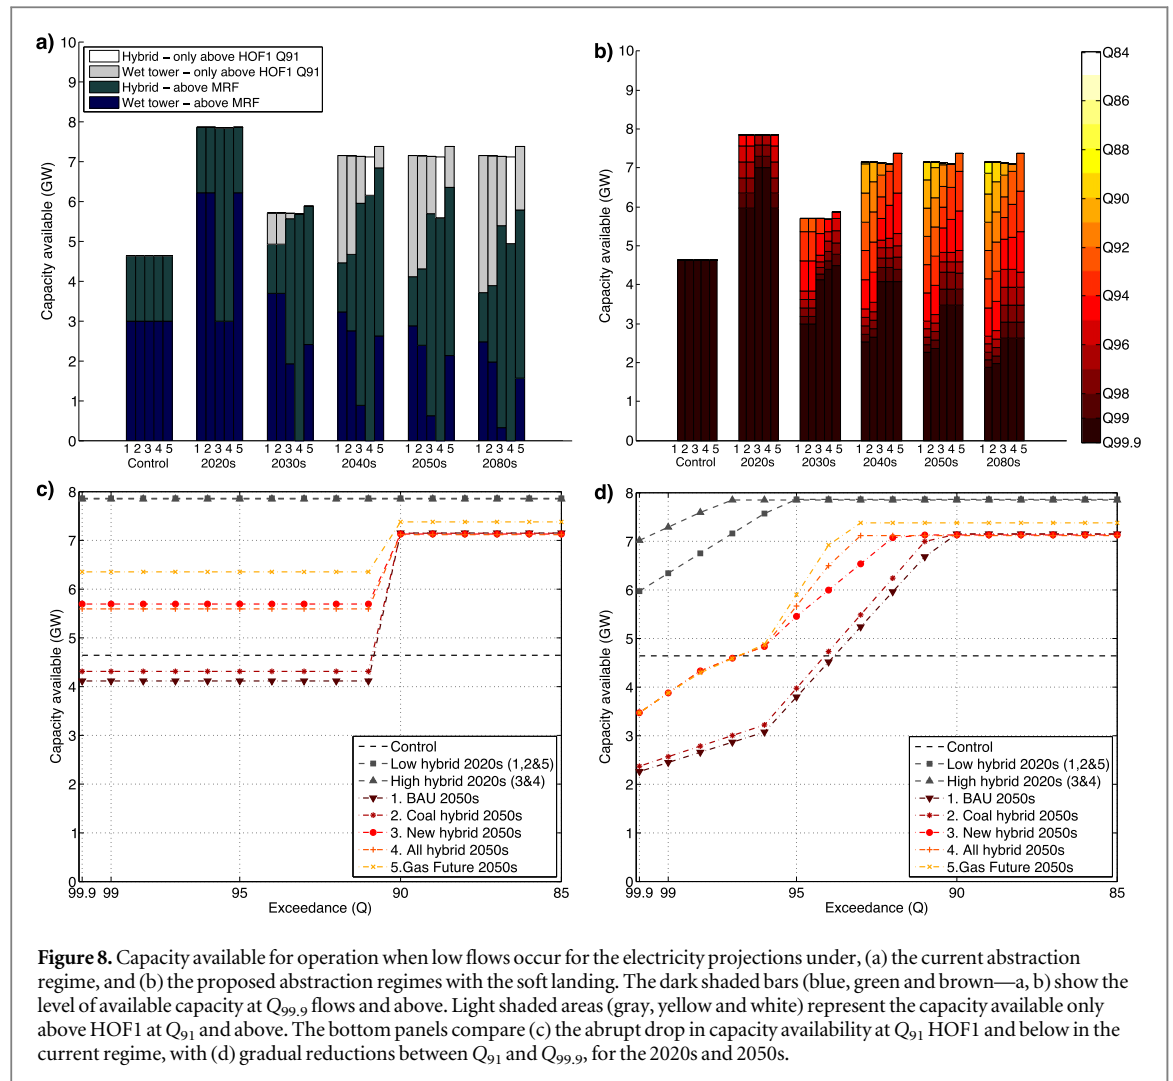 a)
10
9
8
7
6
5
4
3
2
1
0
Capacity available (GW)
Hybrid – only above HOF1 Q91
Wet tower – only above HOF1 Q91
Hybrid – above MRF
Wet tower – above MRF
1 2 3 4 5 1 2 3 4 5 1 2 3 4 5 1 2 3 4 5 1 2 3 4 5 1 2 3 4 5
Control 2020s 2030s 2040s 2050s 2080s
b)
10
9
8
7
6
5
4
3
2
1
0
Capacity available (GW)
1 2 3 4 5 1 2 3 4 5 1 2 3 4 5 1 2 3 4 5 1 2 3 4 5 1 2 3 4 5
Control 2020s 2030s 2040s 2050s 2080s
Q84
Q86
Q88
Q90
Q92
Q94
Q96
Q98
Q99
Q99.9
c)
8
7
6
5
4
3
2
1
0
Capacity available (GW)
Control
Low hybrid 2020s (1,2&5)
High hybrid 2020s (3&4)
1. BAU 2050s
2. Coal hybrid 2050s
3. New hybrid 2050s
4. All hybrid 2050s
5.Gas Future 2050s
99.9 99 95 90 85
Exceedance (Q)
d)
8
7
6
5
4
3
2
1
0
Capacity available (GW)
Control
Low hybrid 2020s (1,2&5)
High hybrid 2020s (3&4)
1. BAU 2050s
2. Coal hybrid 2050s
3. New hybrid 2050s
4. All hybrid 2050s
5.Gas Future 2050s
99.9 99 95 90 85
Exceedance (Q)
Figure 8. Capacity available for operation when low flows occur for the electricity projections under, (a) the current abstraction
regime, and (b) the proposed abstraction regimes with the soft landing. The dark shaded bars (blue, green and brown—a, b) show the
level of available capacity at Q99.9 flows and above. Light shaded areas (gray, yellow and white) represent the capacity available only
above HOF1 at Q91 and above. The bottom panels compare (c) the abrupt drop in capacity availability at Q91 HOF1 and below in the
current regime, with (d) gradual reductions between Q91 and Q99.9, for the 2020s and 2050s.